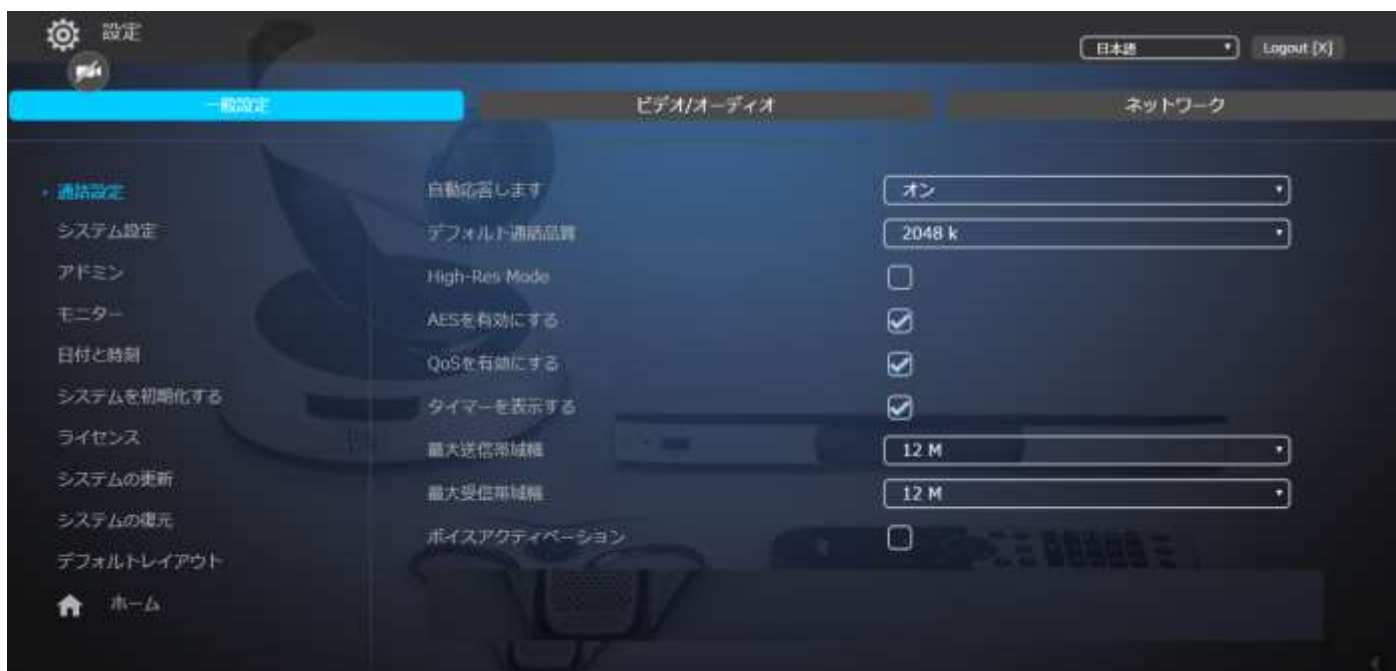 設定
日本語
Logout [X]
一般設定
ビデオ/オーディオ
ネットワーク
通話設定
自動応答します
オン
システム設定
デフォルト通話品質
2048 k
アドミン
High-Res Mode
モニター
AESを有効にする
日付と時刻
QoSを有効にする
システムを初期化する
タイマーを表示する
ライセンス
最大送信帯域幅
12 M
システムの更新
最大受信帯域幅
12 M
システムの復元
ボイスアクティベーション
デフォルトレイアウト
ホーム